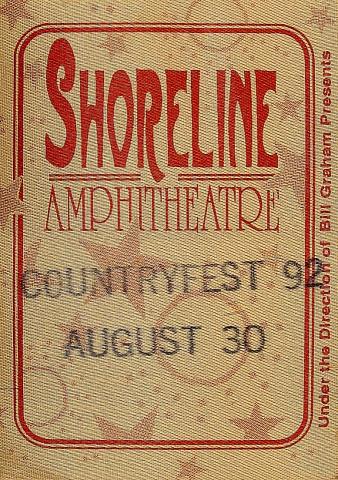 SHORELINE
AMPHITHEATRE
COUNTRYFEST 92
AUGUST 30
Under the Direction of Bill Graham Presents